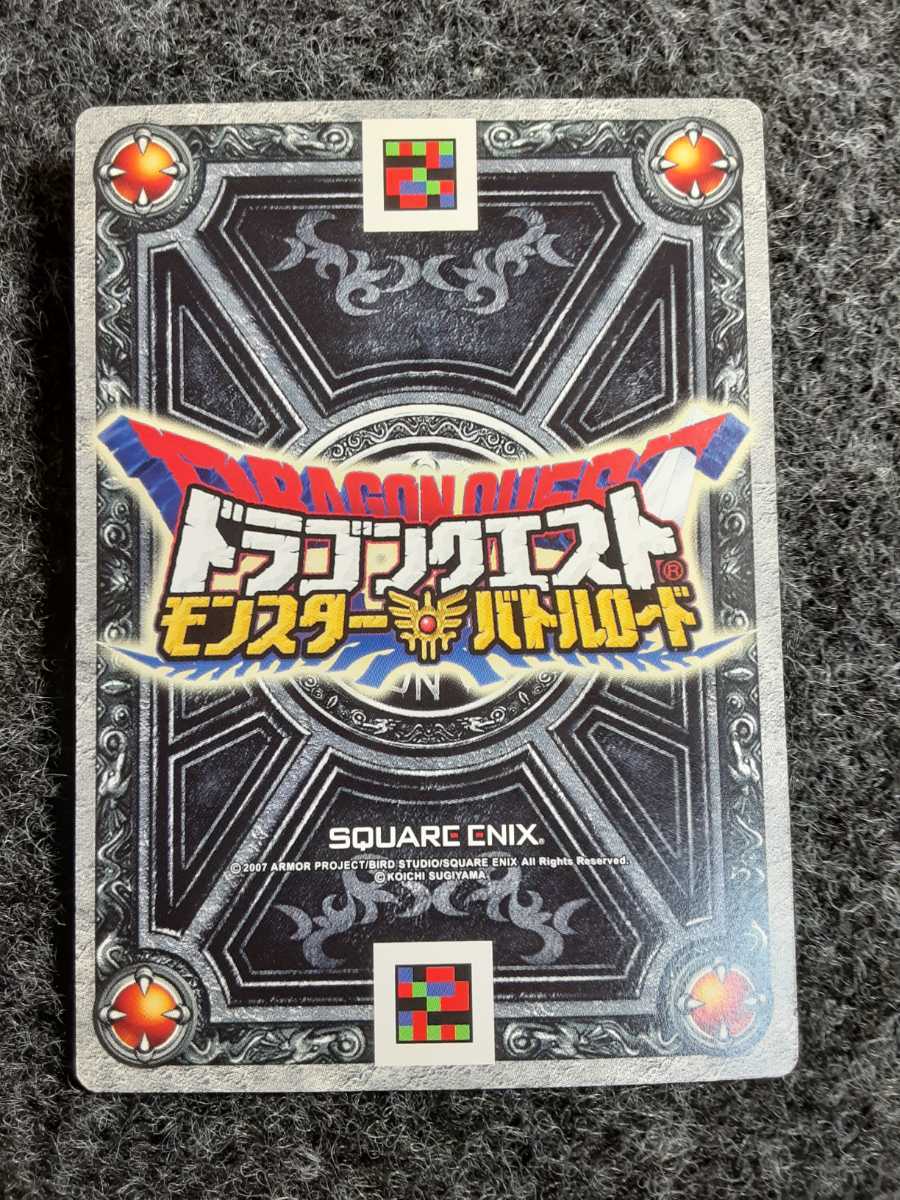 DRAGON QUEST
ドラゴンクエスト®
モンスターバトルロード
SQUARE ENIX®
© 2007 ARMOR PROJECT/BIRD STUDIO/SQUARE ENIX All Rights Reserved.
© KOICHI SUGIYAMA